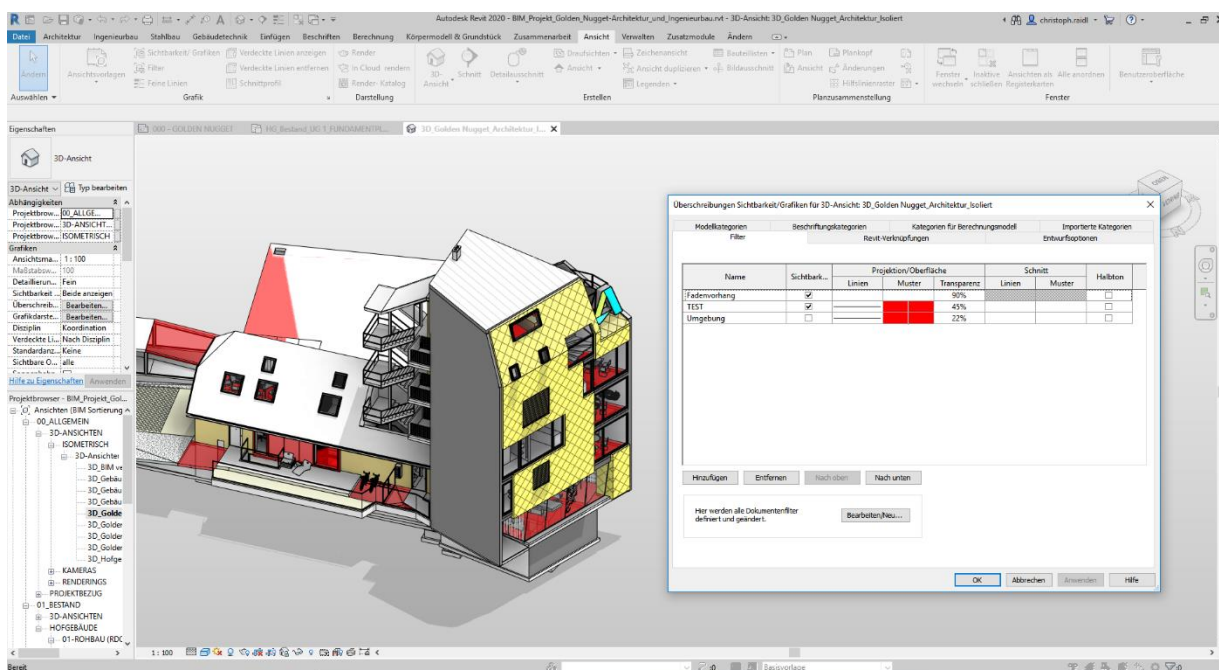 Autodesk Revit 2020 - BIM_Projekt_Golden_Nugget-Architektur_und_Ingenieurbau.rvt - 3D-Ansicht: 3D_Golden Nugget_Architektur_Isoliert
christoph.raidl
Datei Architektur Ingenieurbau Stahlbau Gebäudetechnik Einfügen Beschriften Berechnung Körpermodell & Grundstück Zusammenarbeit Ansicht Verwalten Zusatzmodule Ändern
Sichtbarkeit/ Grafiken Verdeckte Linien anzeigen Render Draufsichten Zeichenansicht Bauteillisten Plan Plankopf
Ändern Ansichtsvorlagen Filter Verdeckte Linien entfernen In Cloud rendern 3D-Ansicht Schnitt Detailausschnitt Ansicht Ansicht duplizieren Bildausschnitt Ansicht Änderungen Fenster wechseln Inaktive schließen Ansichten als Registerkarten Alle anordnen Benutzeroberfläche
Feine Linien Schnittprofil Render- Katalog Legenden Hilfslinienraster
Auswählen Grafik Darstellung Erstellen Planzusammenstellung Fenster
Eigenschaften
000 - GOLDEN NUGGET HG_Bestand_UG 1_FUNDAMENTPL... 3D_Golden Nugget_Architektur_I... X
3D-Ansicht
3D-Ansicht Typ bearbeiten
Abhängigkeiten
Projektbrow... 00_ALLGE...
Projektbrow... 3D-ANSICHT...
Projektbrow... ISOMETRISCH
Grafiken
Ansichtsma... 1 : 100
Maßstabsw... 100
Detaillierun... Fein
Sichtbarkeit ... Beide anzeigen
Überschreib... Bearbeiten...
Grafikdarste... Bearbeiten...
Disziplin Koordination
Verdeckte Li... Nach Disziplin
Standardanz... Keine
Sichtbare O... alle
Hilfe zu Eigenschaften Anwenden
Projektbrowser - BIM_Projekt_Gol...
Ansichten (BIM Sortierung
00_ALLGEMEIN
3D-ANSICHTEN
ISOMETRISCH
3D-Ansichter
3D_BIM ve
3D_Gebäu
3D_Gebäu
3D_Gebäu
3D_Golde
3D_Golder
3D_Golder
3D_Golder
3D_Hofge
KAMERAS
RENDERINGS
PROJEKTBEZUG
01_BESTAND
3D-ANSICHTEN
HOFGEBÄUDE
01-ROHBAU (RDC
OBEN
Überschreibungen Sichtbarkeit/Grafiken für 3D-Ansicht: 3D_Golden Nugget_Architektur_Isoliert
Modellkategorien Beschriftungskategorien Kategorien für Berechnungsmodell Importierte Kategorien
Filter Revit-Verknüpfungen Entwurfsoptionen
Name Sichtbark... Projektion/Oberfläche Schnitt Halbton
Linien Muster Transparenz Linien Muster
Fadenvorhang 90%
TEST 45%
Umgebung 22%
Hinzufügen Entfernen Nach oben Nach unten
Hier werden alle Dokumentenfilter
definiert und geändert.
Bearbeiten/Neu...
OK Abbrechen Anwenden Hilfe
1 : 100
Bereit :0 Basisvorlage :0